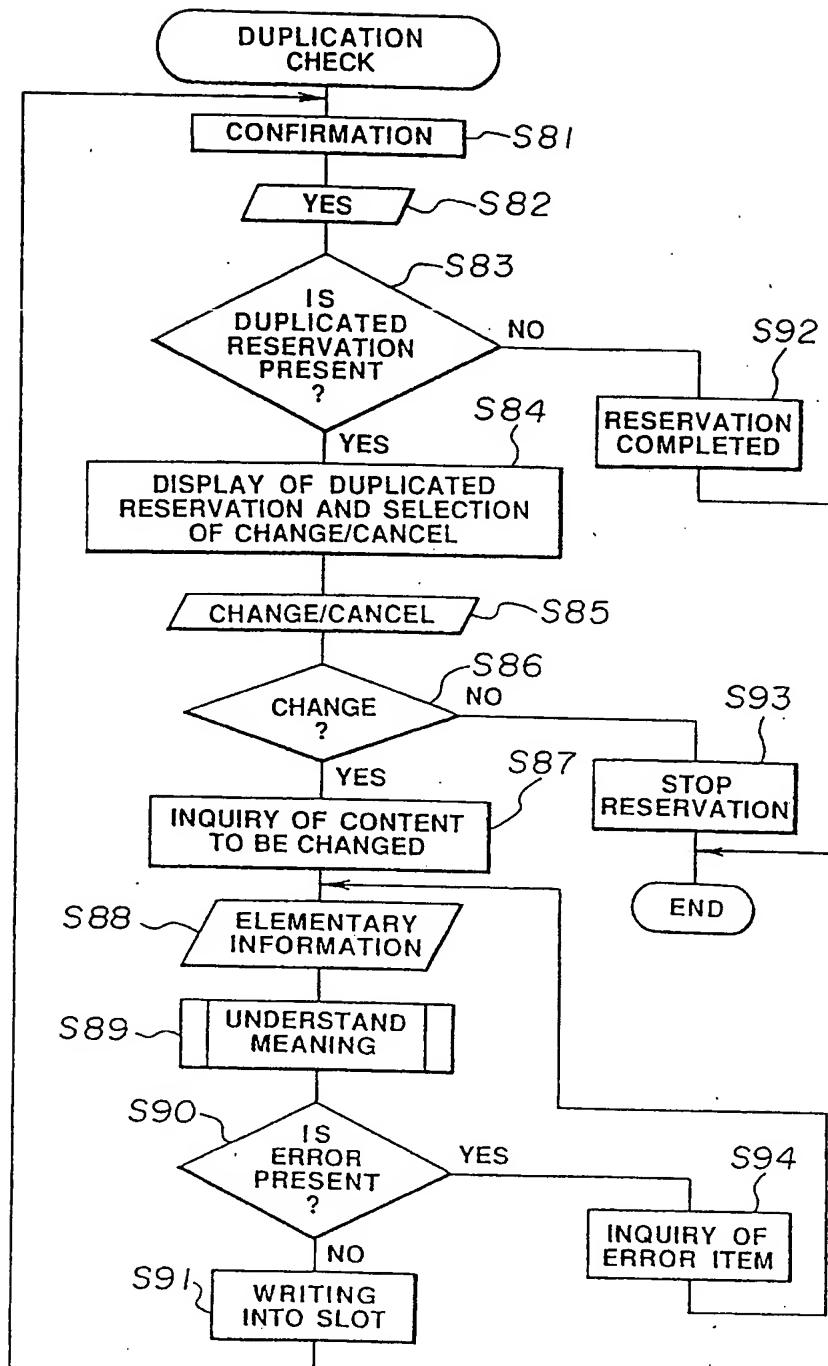 DUPLICATION
CHECK
CONFIRMATION
S81
YES
S82
S83
IS
DUPLICATED
RESERVATION
PRESENT
?
NO
S92
RESERVATION
COMPLETED
YES
S84
DISPLAY OF DUPLICATED
RESERVATION AND SELECTION
OF CHANGE/CANCEL
CHANGE/CANCEL
S85
S86
CHANGE
?
NO
S93
STOP
RESERVATION
END
YES
S87
INQUIRY OF CONTENT
TO BE CHANGED
S88
ELEMENTARY
INFORMATION
S89
UNDERSTAND
MEANING
S90
IS
ERROR
PRESENT
?
YES
S94
INQUIRY OF
ERROR ITEM
NO
S91
WRITING
INTO SLOT